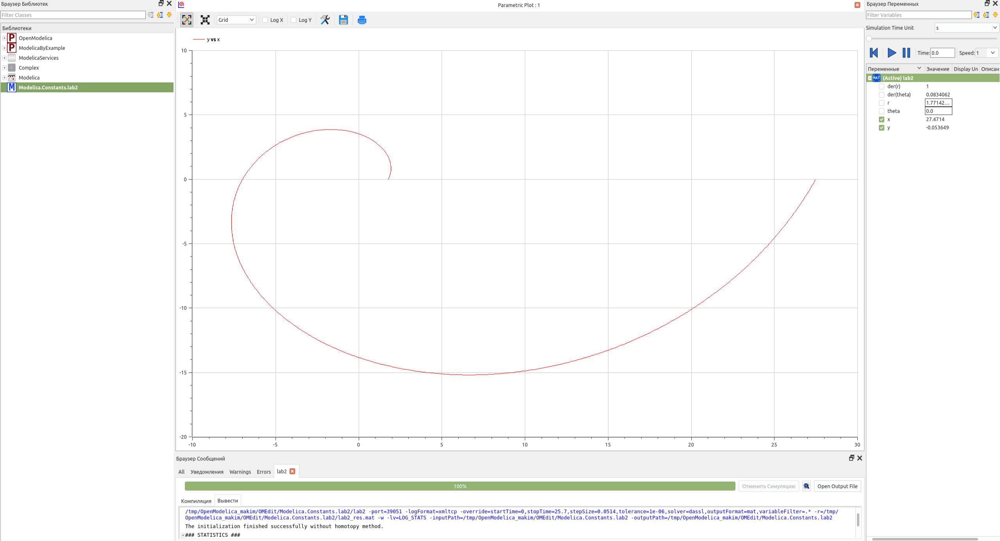 Браузер Библиотек
Filter Classes
Библиотеки
OpenModelica
ModelicaByExample
ModelicaServices
Complex
Modelica
Modelica.Constants.lab2
Parametric Plot : 1
Grid
Log X
Log Y
y vs x
10
5
0
-5
-10
-15
-20
-10
-5
0
5
10
15
20
25
30
Браузер Сообщений
All
Уведомления
Warnings
Errors
lab2
100%
Отменить Симуляцию
Open Output File
Компиляция
Вывести
/tmp/OpenModelica_makim/OMEdit/Modelica.Constants.lab2/lab2 -port=39051 -logFormat=xmltcp -override=startTime=0,stopTime=25.7,stepSize=0.0514,tolerance=1e-06,solver=dassl,outputFormat=mat,variableFilter=.* -r=/tmp/
OpenModelica_makim/OMEdit/Modelica.Constants.lab2/lab2_res.mat -w -lv=LOG_STATS -inputPath=/tmp/OpenModelica_makim/OMEdit/Modelica.Constants.lab2 -outputPath=/tmp/OpenModelica_makim/OMEdit/Modelica.Constants.lab2
The initialization finished successfully without homotopy method.
### STATISTICS ###
Браузер Переменных
Filter Variables
Simulation Time Unit s
Time: 0.0 Speed: 1
Переменные Значение Display Un Описан
MAT (Active) lab2
der(r) 1
der(theta) 0.0834062
r 1.77142...
theta 0.0
x 27.4714
y -0.053649